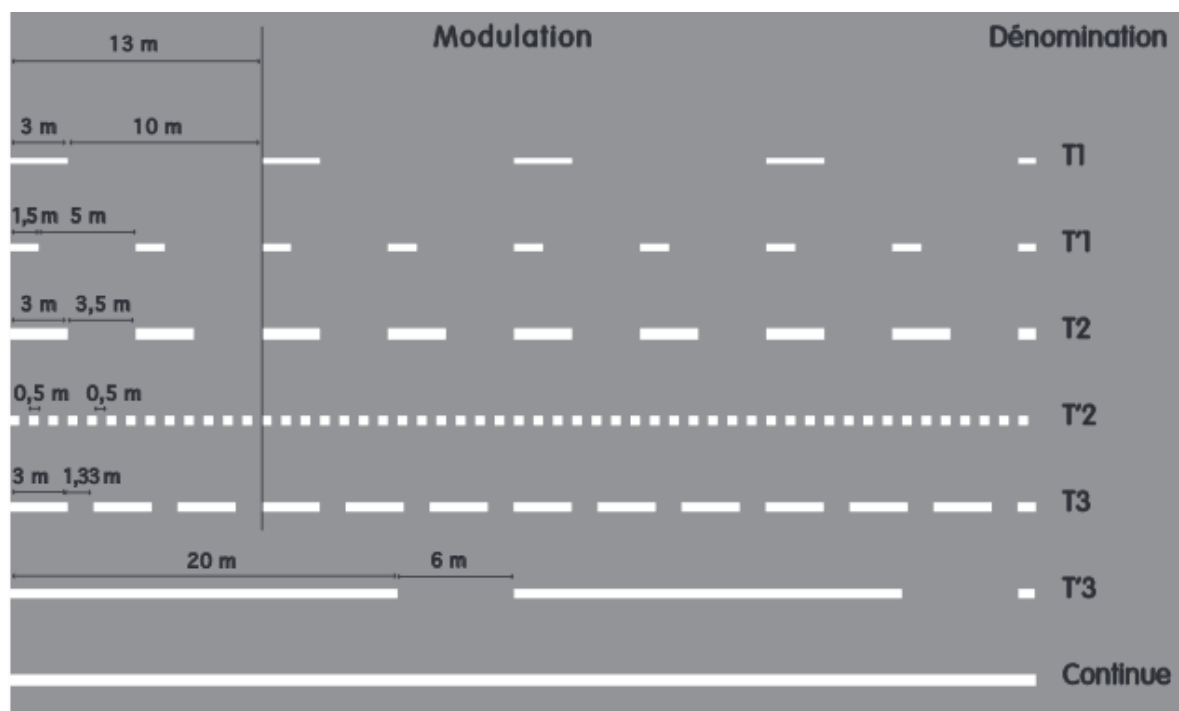 Modulation Dénomination
13 m
3 m 10 m
T1
1,5 m 5 m
T'1
3 m 3,5 m
T2
0,5 m 0,5 m
T'2
3 m 1,33 m
T3
20 m 6 m
T'3
Continue